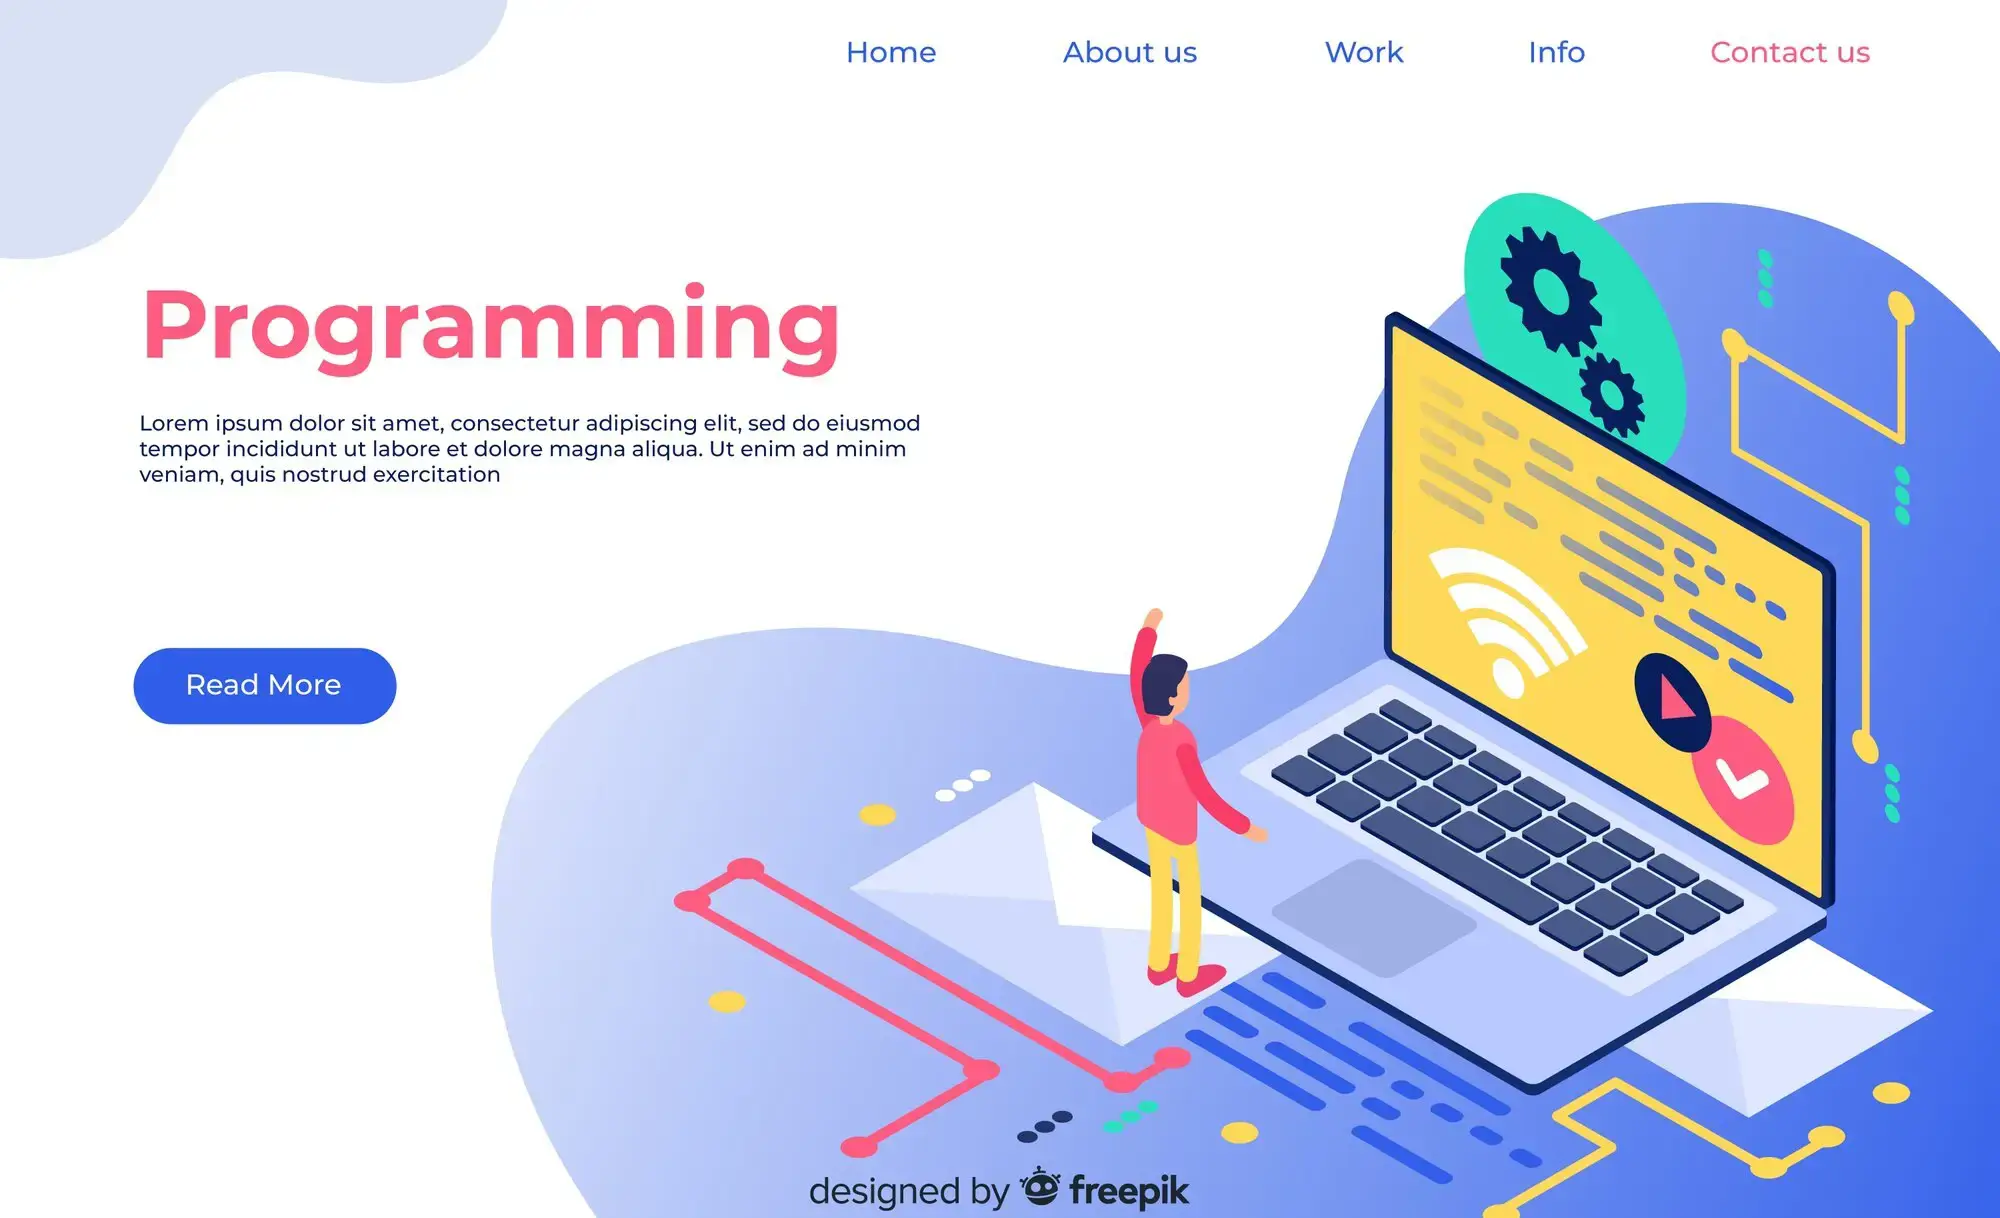 Home About us Work Info Contact us
Programming
Lorem ipsum dolor sit amet, consectetur adipiscing elit, sed do eiusmod
tempor incididunt ut labore et dolore magna aliqua. Ut enim ad minim
veniam, quis nostrud exercitation
Read More
designed by freepik